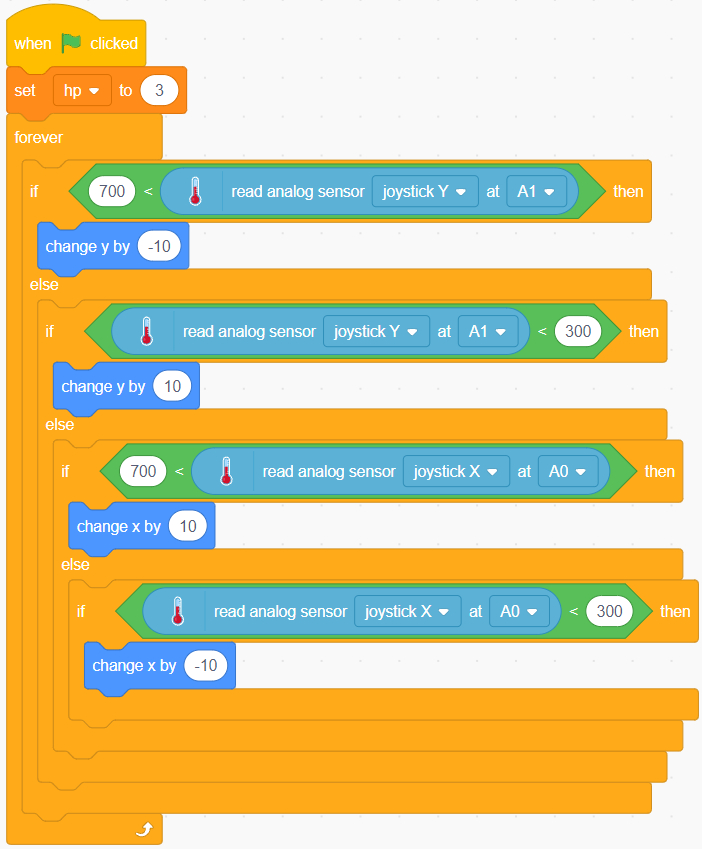 when clicked
set hp to 3
forever
if 700 < read analog sensor joystick Y at A1 then
change y by -10
else
if read analog sensor joystick Y at A1 < 300 then
change y by 10
else
if 700 < read analog sensor joystick X at A0 then
change x by 10
else
if read analog sensor joystick X at A0 < 300 then
change x by -10